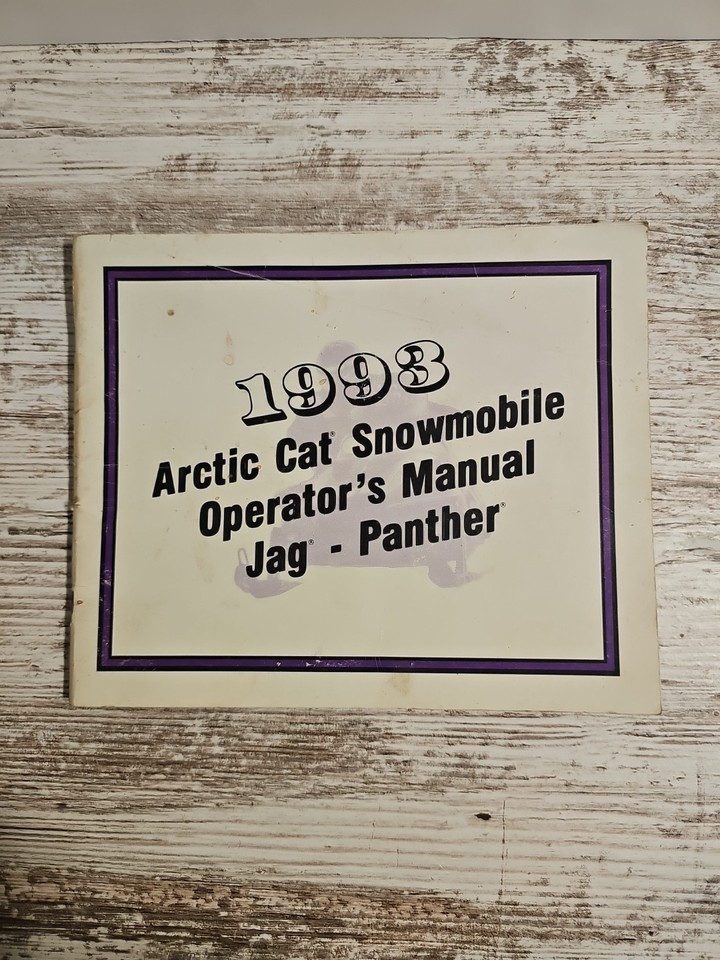 1993
Arctic Cat® Snowmobile
Operator's Manual
Jag® - Panther®